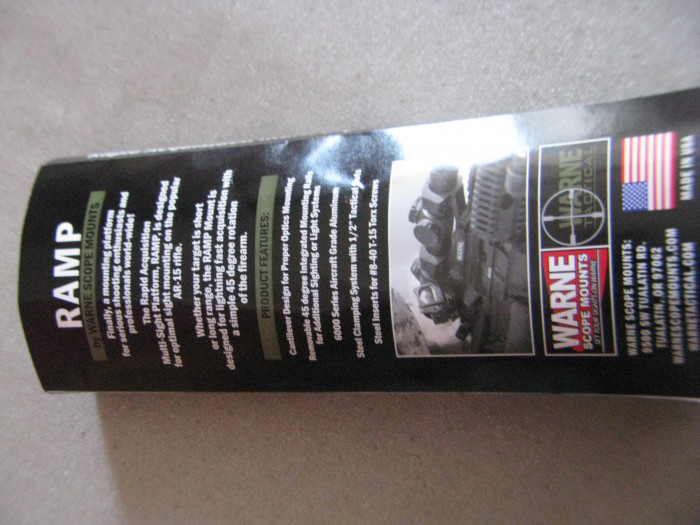 RAMP
by WARNE SCOPE MOUNTS
Finally, a mounting platform
for serious shooting enthusiasts and
professionals world-wide!
The Rapid Acquisition
Multi-Sight Platform, RAMP, is designed
for optimal sight mounting on the popular
AR-15 rifle.
Whether your target is short
or long range, the RAMP Mount is
designed for lightning fast acquisition with
a simple 45 degree rotation
of the firearm.
PRODUCT FEATURES:
Cantilever Design for Proper Optics Mounting
Removable 45 degree Integrated Mounting Rails
for Additional Sighting or Light Systems
6000 Series Aircraft Grade Aluminum
Steel Clamping System with 1/2" Tactical
Steel Inserts for #8-40 T-15 Torx Screws
WARNE
SCOPE MOUNTS
SET YOUR SIGHTS ON WARNE
WARNE
TACTICAL
WARNE SCOPE MOUNTS:
9500 SW TUALATIN RD.
TUALATIN, OR 97062
MADE IN USA